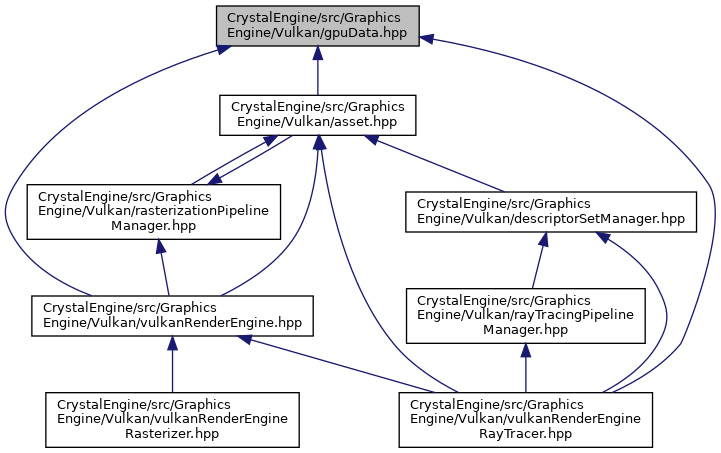 CrystalEngine/src/Graphics
Engine/Vulkan/gpuData.hpp
CrystalEngine/src/Graphics
Engine/Vulkan/asset.hpp
CrystalEngine/src/Graphics
Engine/Vulkan/rasterizationPipeline
Manager.hpp
CrystalEngine/src/Graphics
Engine/Vulkan/descriptorSetManager.hpp
CrystalEngine/src/Graphics
Engine/Vulkan/vulkanRenderEngine.hpp
CrystalEngine/src/Graphics
Engine/Vulkan/rayTracingPipeline
Manager.hpp
CrystalEngine/src/Graphics
Engine/Vulkan/vulkanRenderEngine
Rasterizer.hpp
CrystalEngine/src/Graphics
Engine/Vulkan/vulkanRenderEngine
RayTracer.hpp